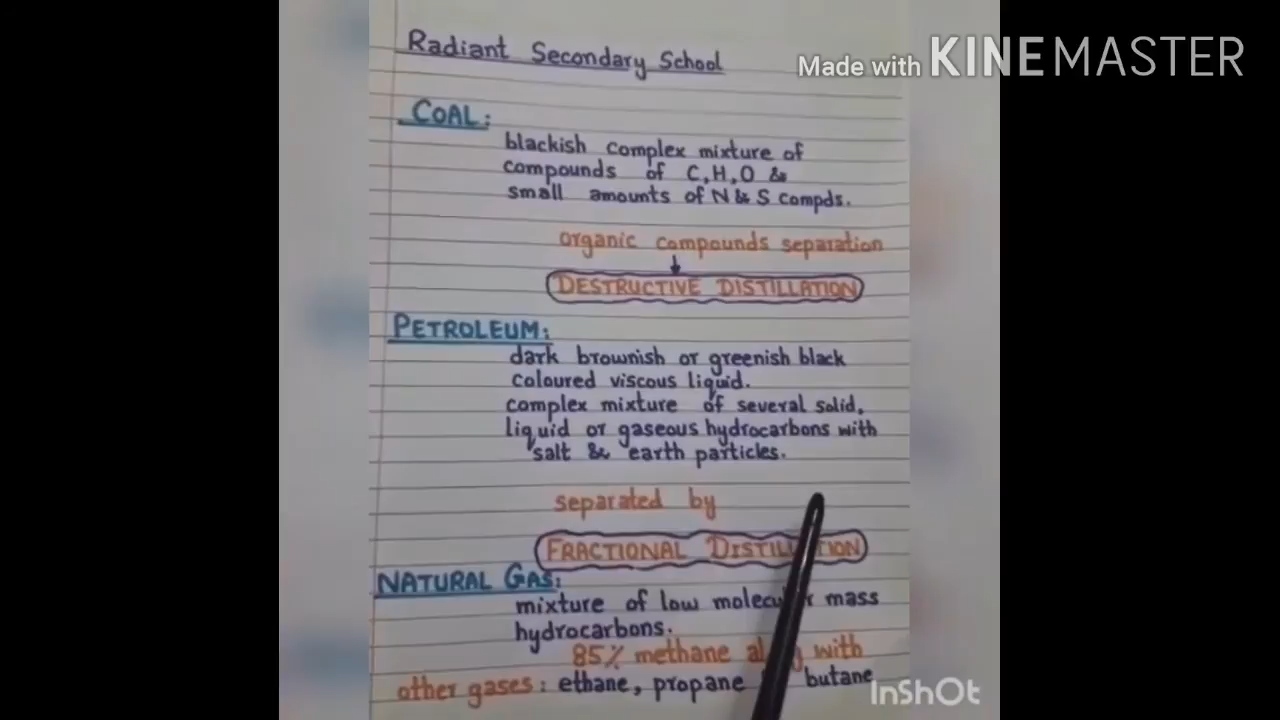 Radiant Secondary School
Made with KINEMASTER
COAL:
blackish complex mixture of
compounds of C, H, O &
small amounts of N & S compds.
organic compounds separation
DESTRUCTIVE DISTILLATION
PETROLEUM:
dark brownish or greenish black
coloured viscous liquid.
complex mixture of several solid,
liquid or gaseous hydrocarbons with
salt & earth particles.
separated by
FRACTIONAL DISTILLATION
NATURAL GAS:
mixture of low molecular mass
hydrocarbons.
85% methane along with
other gases: ethane, propane butane
InShOt